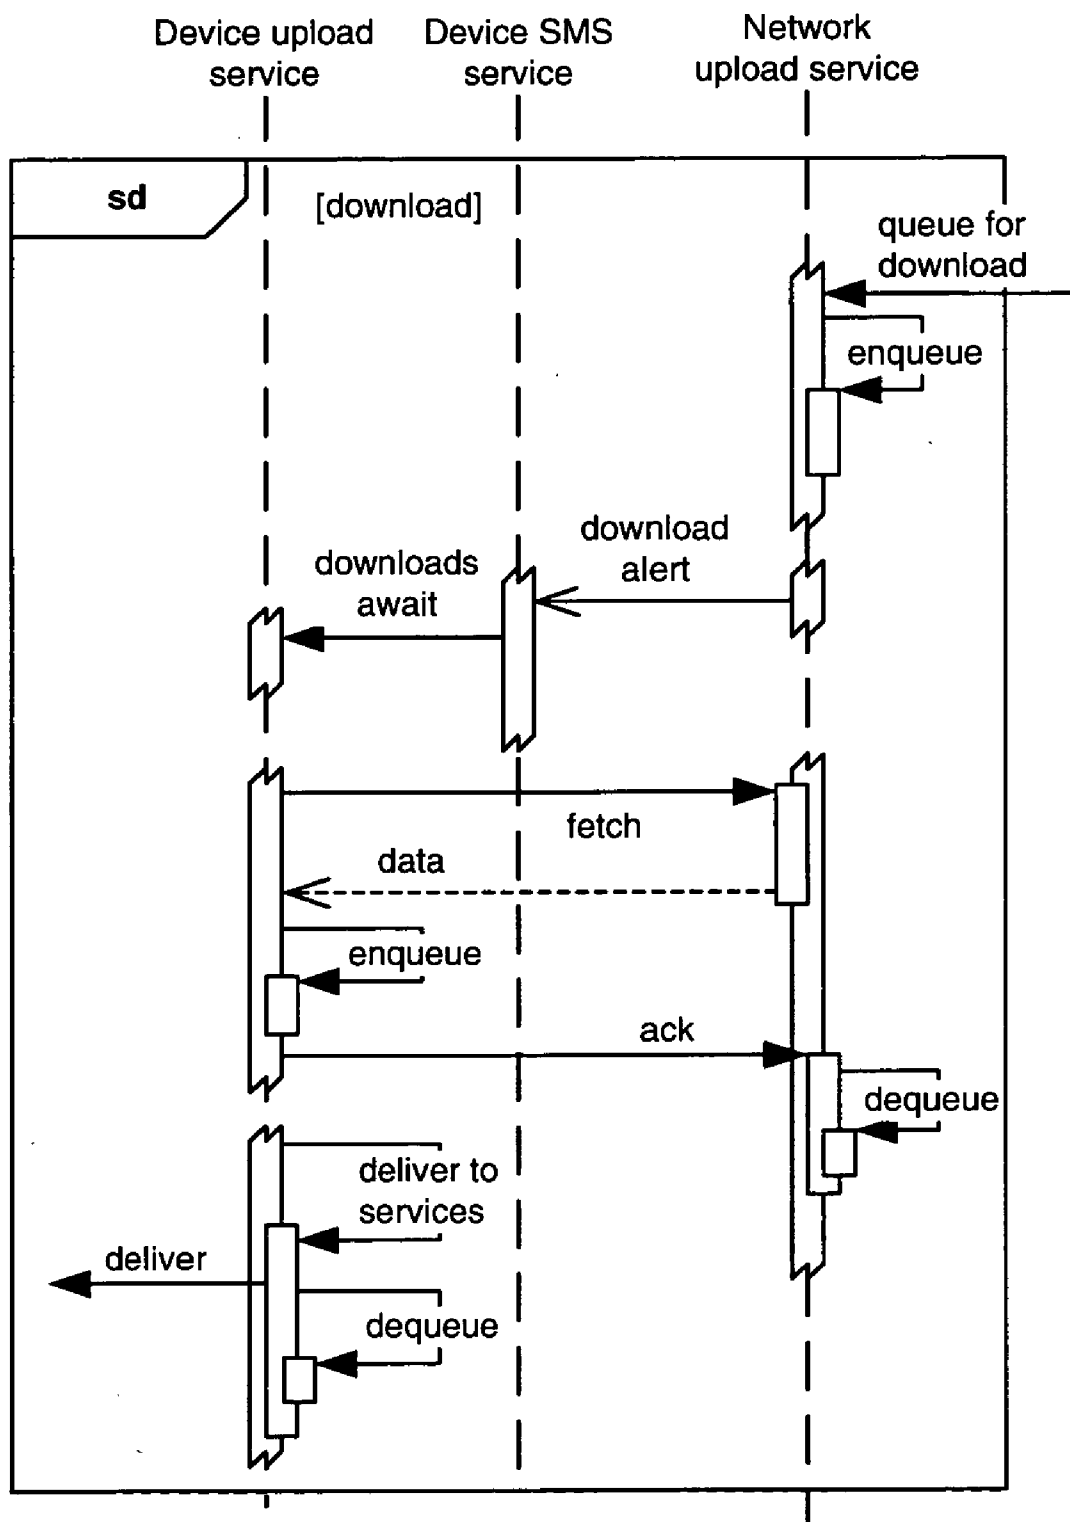 Device upload
service
Device SMS
service
Network
upload service
sd
[download]
queue for
download
enqueue
download
alert
downloads
await
fetch
data
enqueue
ack
dequeue
deliver to
services
deliver
dequeue